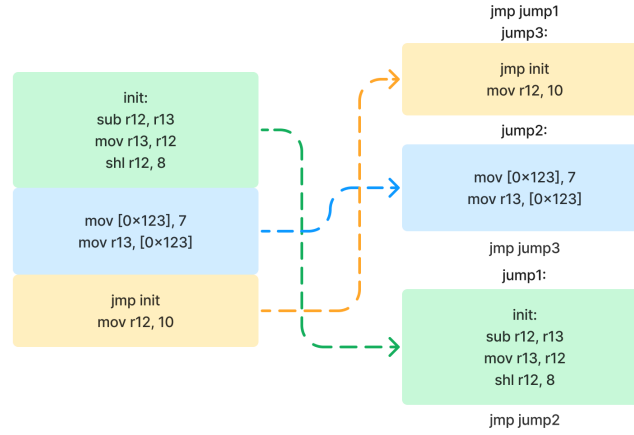 init:
sub r12, r13
mov r13, r12
shl r12, 8
mov [0×123], 7
mov r13, [0×123]
jmp init
mov r12, 10
jmp jump1
jump3:
jmp init
mov r12, 10
jump2:
mov [0×123], 7
mov r13, [0×123]
jmp jump3
jump1:
init:
sub r12, r13
mov r13, r12
shl r12, 8
jmp jump2